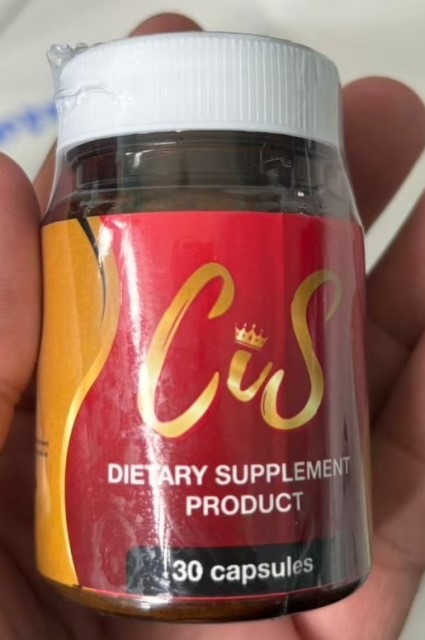 CiS
DIETARY SUPPLEMENT
PRODUCT
30 capsules